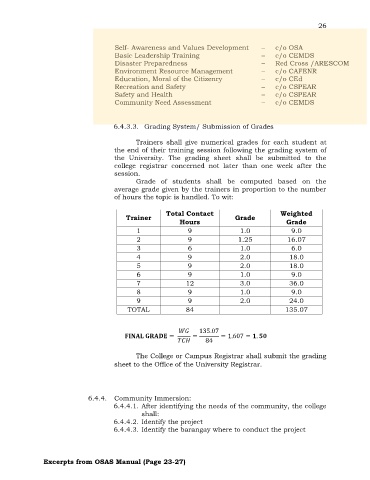 26
Self- Awareness and Values Development – c/o OSA
Basic Leadership Training – c/o CEMDS
Disaster Preparedness – Red Cross /ARESCOM
Environment Resource Management – c/o CAFENR
Education, Moral of the Citizenry – c/o CEd
Recreation and Safety – c/o CSPEAR
Safety and Health – c/o CSPEAR
Community Need Assessment – c/o CEMDS
6.4.3.3. Grading System/ Submission of Grades
Trainers shall give numerical grades for each student at
the end of their training session following the grading system of
the University. The grading sheet shall be submitted to the
college registrar concerned not later than one week after the
session.
Grade of students shall be computed based on the
average grade given by the trainers in proportion to the number
of hours the topic is handled. To wit:
Trainer Total Contact Hours Grade Weighted Grade
1 9 1.0 9.0
2 9 1.25 16.07
3 6 1.0 6.0
4 9 2.0 18.0
5 9 2.0 18.0
6 9 1.0 9.0
7 12 3.0 36.0
8 9 1.0 9.0
9 9 2.0 24.0
TOTAL 84 135.07
FINAL GRADE = WG/TCH = 135.07/84 = 1.607 = 1.50
The College or Campus Registrar shall submit the grading
sheet to the Office of the University Registrar.
6.4.4. Community Immersion:
6.4.4.1. After identifying the needs of the community, the college
shall:
6.4.4.2. Identify the project
6.4.4.3. Identify the barangay where to conduct the project
Excerpts from OSAS Manual (Page 23-27)